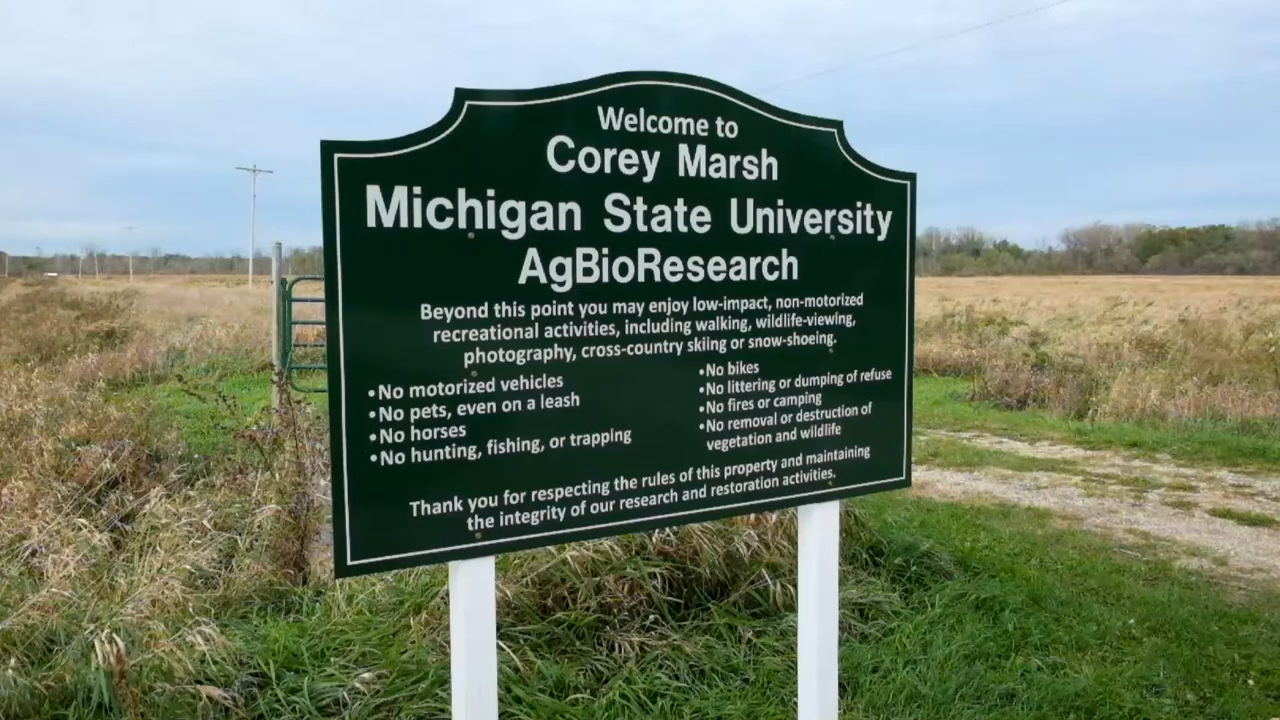 Welcome to
Corey Marsh
Michigan State University
AgBioResearch
Beyond this point you may enjoy low-impact, non-motorized
recreational activities, including walking, wildlife-viewing,
photography, cross-country skiing or snow-shoeing.
•No motorized vehicles
•No pets, even on a leash
•No horses
•No hunting, fishing, or trapping
•No bikes
•No littering or dumping of refuse
•No fires or camping
•No removal or destruction of
vegetation and wildlife
Thank you for respecting the rules of this property and maintaining
the integrity of our research and restoration activities.